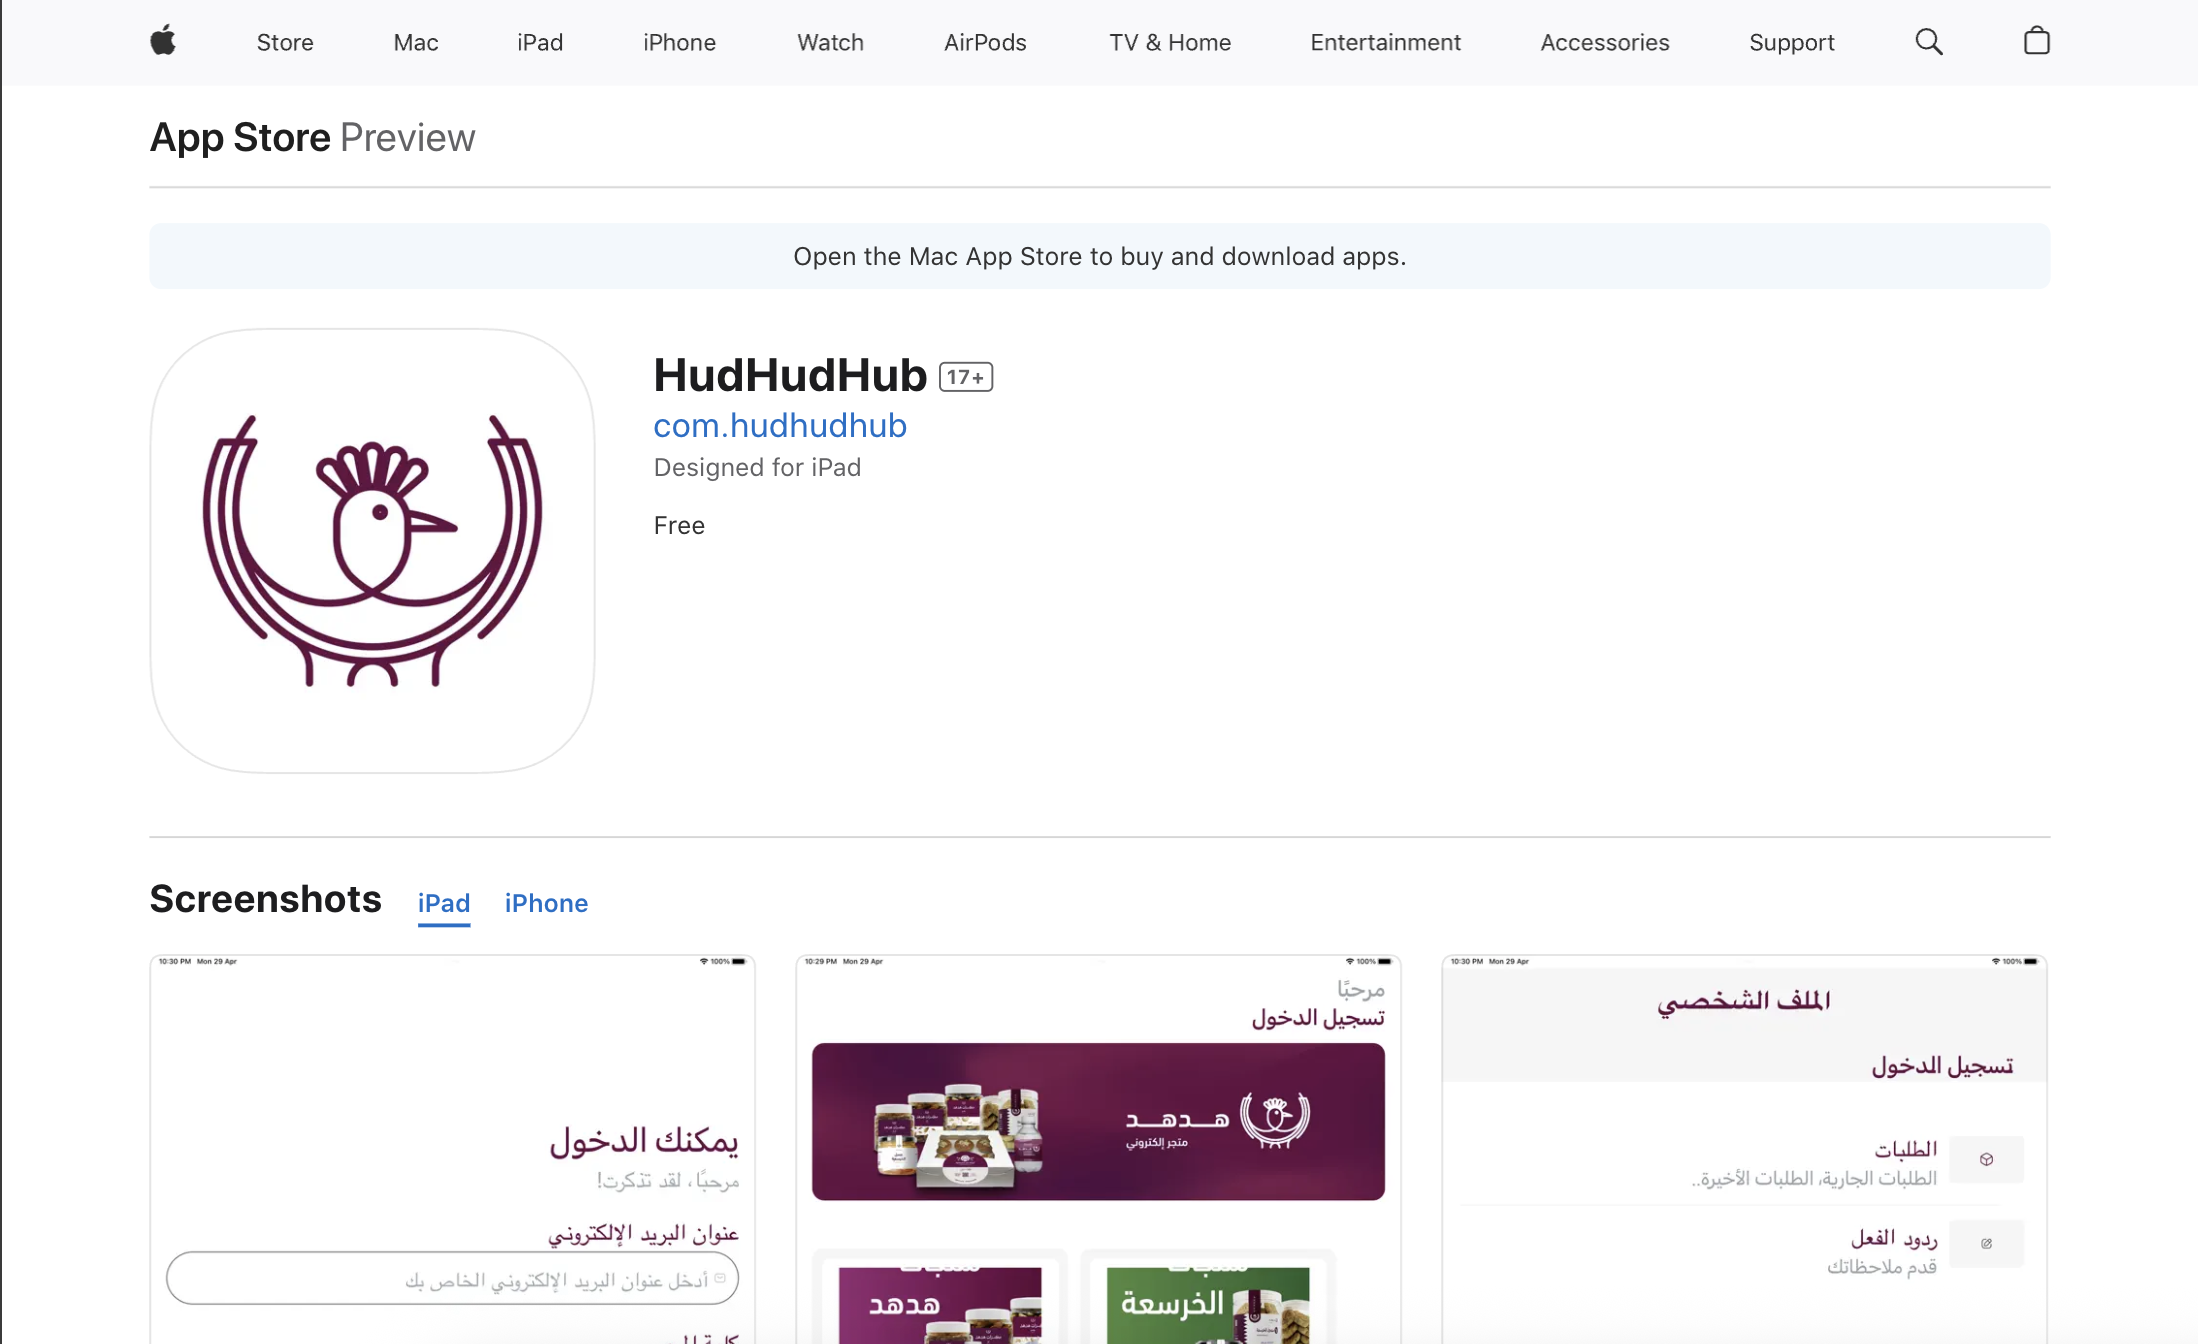 Store Mac iPad iPhone Watch AirPods TV & Home Entertainment Accessories Support
App Store Preview
Open the Mac App Store to buy and download apps.
HudHudHub 17+
com.hudhudhub
Designed for iPad
Free
Screenshots iPad iPhone
10:30 PM Mon 29 Apr 100%
يمكنك الدخول
مرحبًا، لقد تذكرت!
عنوان البريد الإلكتروني
أدخل عنوان البريد الإلكتروني الخاص بك
10:29 PM Mon 29 Apr 100%
مرحبًا
تسجيل الدخول
هـدهـد
متجر إلكتروني
هدهد
الخرسعة
10:30 PM Mon 29 Apr 100%
الملف الشخصي
تسجيل الدخول
الطلبات
الطلبات الجارية، الطلبات الأخيرة..
ردود الفعل
قدم ملاحظاتك